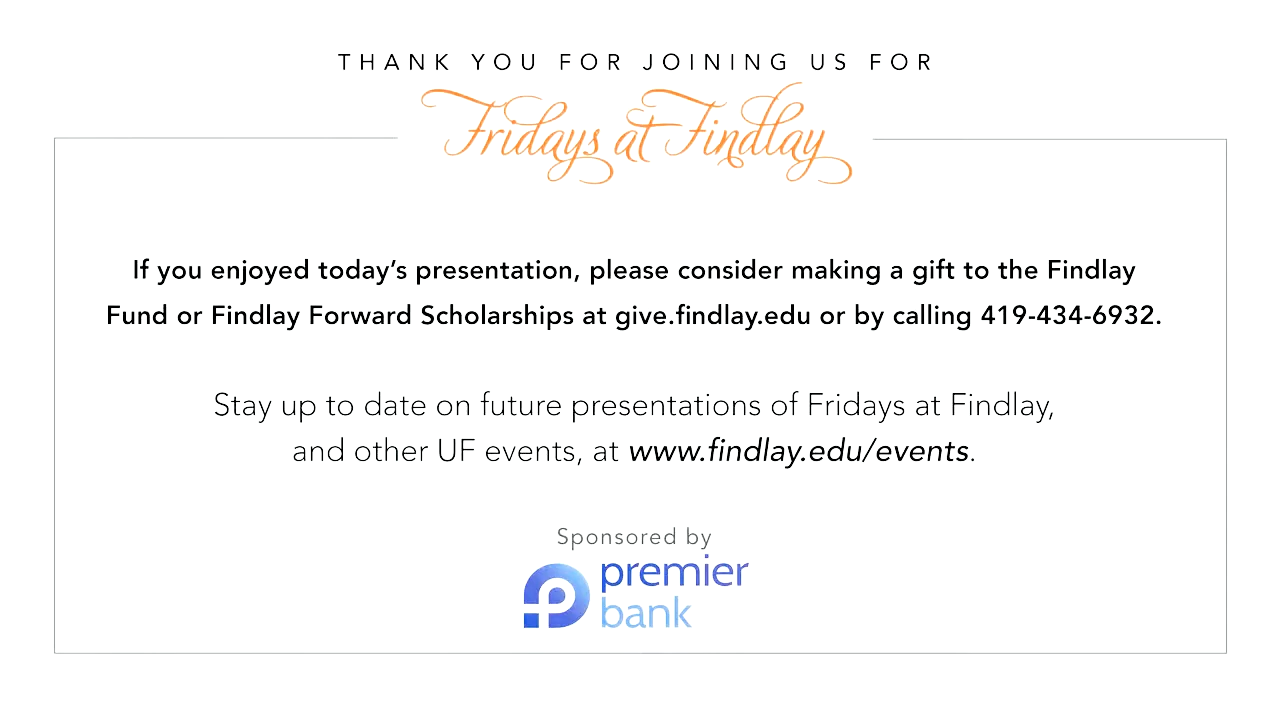 THANK YOU FOR JOINING US FOR
Fridays at Findlay
If you enjoyed today’s presentation, please consider making a gift to the Findlay
Fund or Findlay Forward Scholarships at give.findlay.edu or by calling 419-434-6932.
Stay up to date on future presentations of Fridays at Findlay,
and other UF events, at www.findlay.edu/events.
Sponsored by
premier
bank